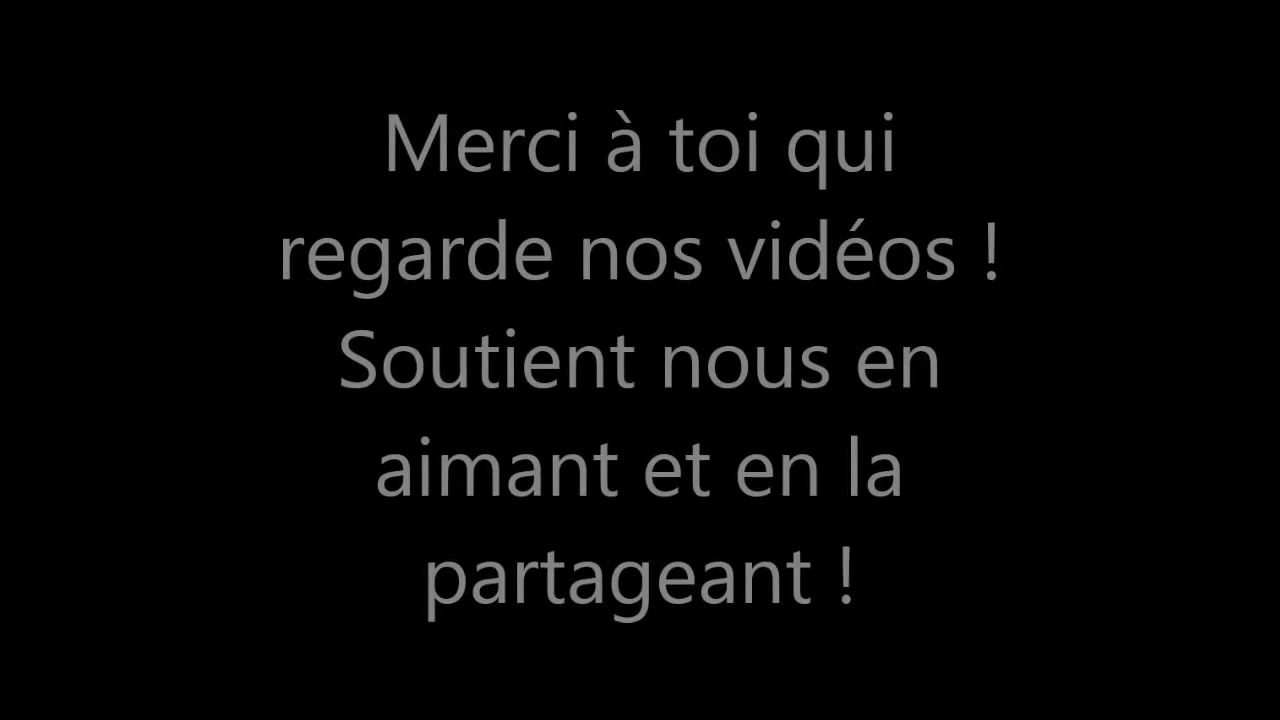 Merci à toi qui
regarde nos vidéos !
Soutient nous en
aimant et en la
partageant !